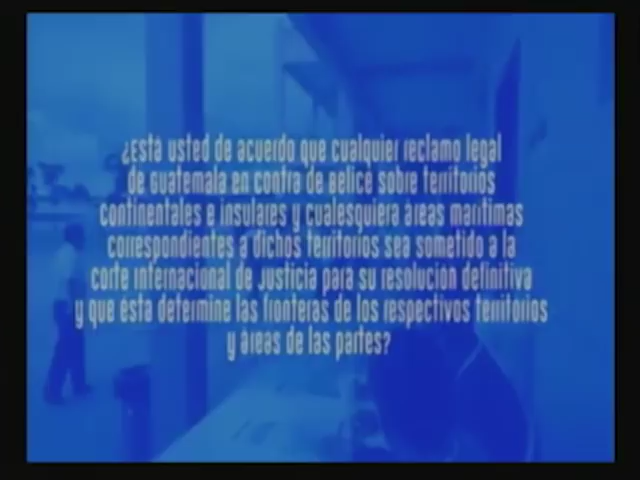 ¿Está usted de acuerdo que cualquier reclamo legal
de Guatemala en contra de Belice sobre territorios
continentales e insulares y cualesquiera áreas marítimas
correspondientes a dichos territorios sea sometido a la
corte Internacional de Justicia para su resolución definitiva
y que ésta determine las fronteras de los respectivos territorios
y áreas de las partes?